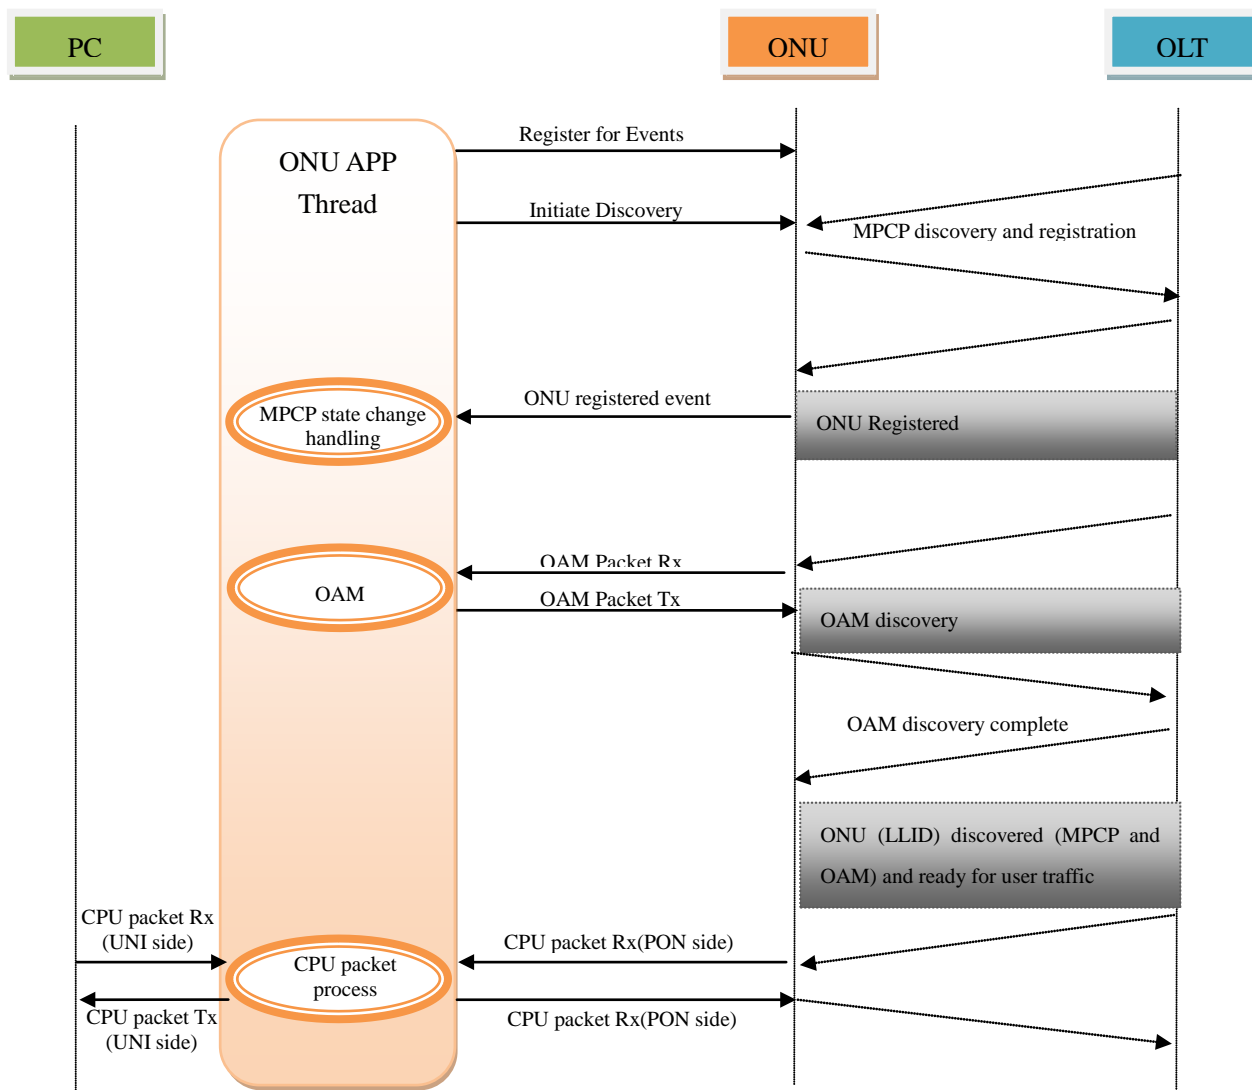 PC
ONU
OLT
ONU APP
Thread
Register for Events
Initiate Discovery
MPCP discovery and registration
MPCP state change
handling
ONU registered event
ONU Registered
OAM Packet Rx
OAM
OAM Packet Tx
OAM discovery
OAM discovery complete
ONU (LLID) discovered (MPCP and
OAM) and ready for user traffic
CPU packet Rx
(UNI side)
CPU packet
process
CPU packet Rx(PON side)
CPU packet Tx
(UNI side)
CPU packet Rx(PON side)